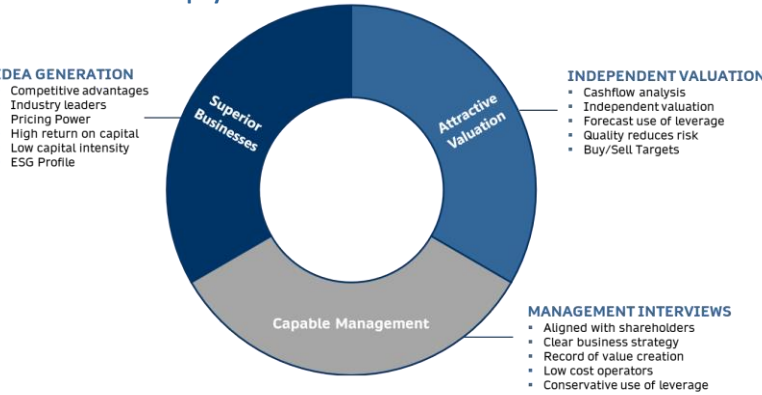 IDEA GENERATION
Competitive advantages
Industry leaders
Pricing Power
High return on capital
Low capital intensity
ESG Profile
Superior
Businesses
Attractive
Valuation
INDEPENDENT VALUATION
▪ Cashflow analysis
▪ Independent valuation
▪ Forecast use of leverage
▪ Quality reduces risk
▪ Buy/Sell Targets
Capable Management
MANAGEMENT INTERVIEWS
▪ Aligned with shareholders
▪ Clear business strategy
▪ Record of value creation
▪ Low cost operators
▪ Conservative use of leverage